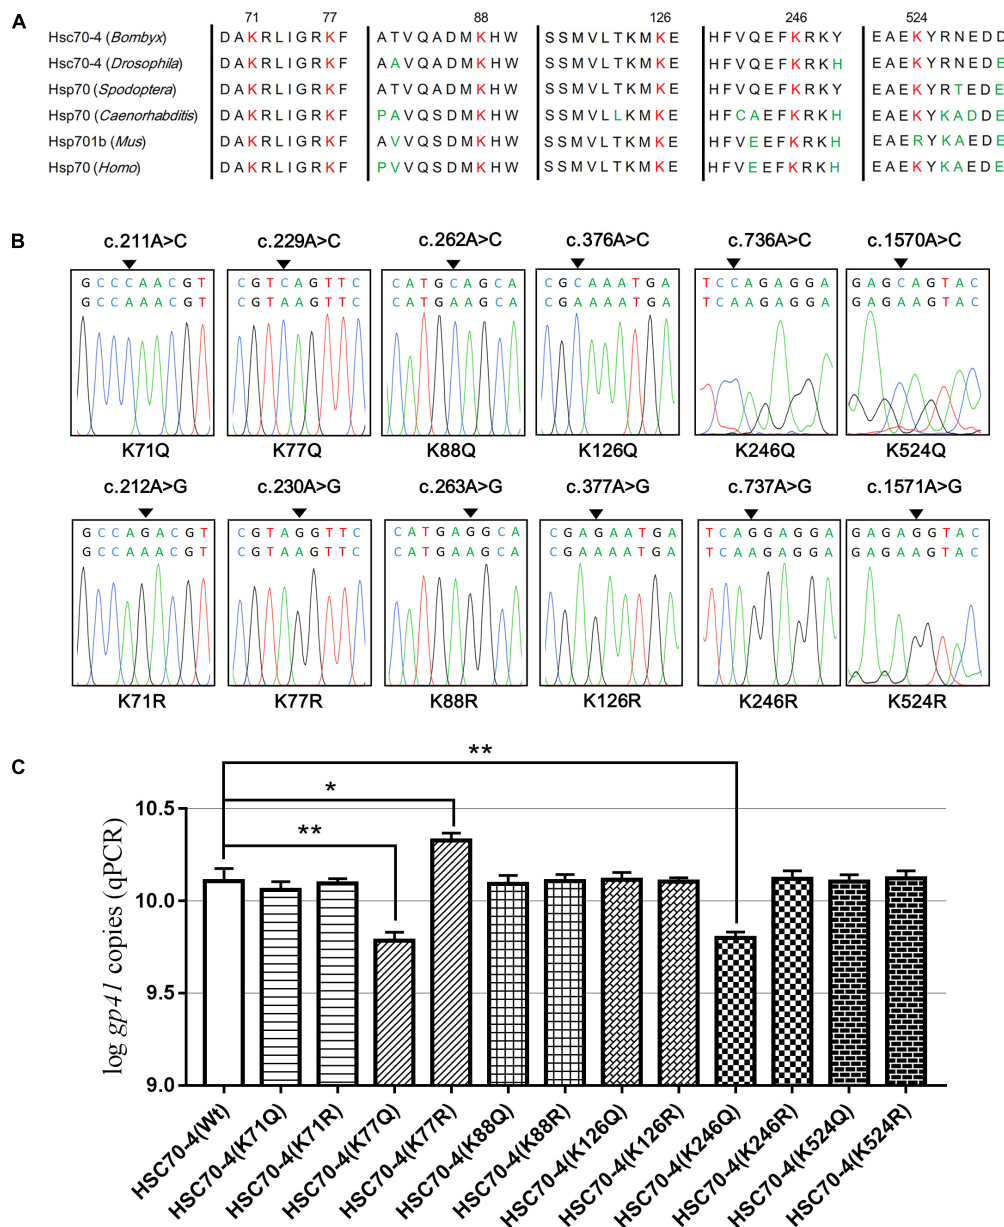 A
71 77 88 126 246 524
Hsc70-4 (Bombyx) DAKRLIGRKF ATVQADMKHW SSMVLTKMKE HFVQEFKRKY EAEKYRNEDD
Hsc70-4 (Drosophila) DAKRLIGRKF AAVQADMKHW SSMVLTKMKE HFVQEFKRKH EAEKYRNEDE
Hsp70 (Spodoptera) DAKRLIGRKF ATVQADMKHW SSMVLTKMKE HFVQEFKRKY EAEKYRTEDE
Hsp70 (Caenorhabditis) DAKRLIGRKF PAVQADMKHW SSMVLLKMKE HFCAEFKRKH EAEKYKADDE
Hsp701b (Mus) DAKRLIGRKF AVVQSDMKHW SSMVLTKMKE HFVEEFKRKH EAERYKAEDE
Hsp70 (Homo) DAKRLIGRKF PVVQSDMKHW SSMVLTKMKE HFVEEFKRKH EAEKYKAEDE
B
c.211A>C c.229A>C c.262A>C c.376A>C c.736A>C c.1570A>C
GCCCAACGT CGTCAGTTC CATGCAGCA CGCAAATGA TCCAGAGGA GAGCAGTAC
GCCAAACGT CGTAAGTTC CATGAAGCA CGAAAATGA TCAAGAGGA GAGAAGTAC
K71Q K77Q K88Q K126Q K246Q K524Q
c.212A>G c.230A>G c.263A>G c.377A>G c.737A>G c.1571A>G
GCCAGACGT CGTAGGTTC CATGAGGCA CGAGAATGA TCAGGAGGA GAGAGGTAC
GCCAAACGT CGTAAGTTC CATGAAGCA CGAAAATGA TCAAGAGGA GAGAAGTAC
K71R K77R K88R K126R K246R K524R
C
**
*
**
log gp41 copies (qPCR)
10.5
10.0
9.5
9.0
HSC70-4(Wt)
HSC70-4(K71Q)
HSC70-4(K71R)
HSC70-4(K77Q)
HSC70-4(K77R)
HSC70-4(K88Q)
HSC70-4(K88R)
HSC70-4(K126Q)
HSC70-4(K126R)
HSC70-4(K246Q)
HSC70-4(K246R)
HSC70-4(K524Q)
HSC70-4(K524R)